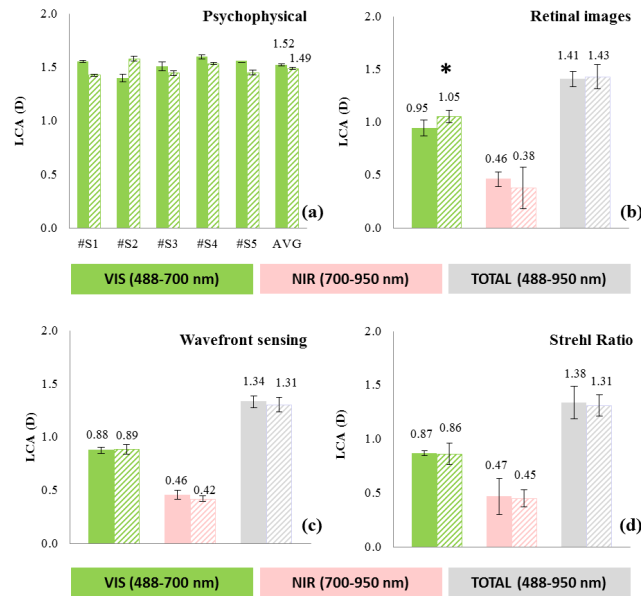 Psychophysical
2.0
1.5
1.0
0.5
0.0
LCA (D)
1.52
1.49
(a)
#S1 #S2 #S3 #S4 #S5 AVG
Retinal images
2.0
1.5
1.0
0.5
0.0
LCA (D)
0.95
1.05
*
0.46
0.38
1.41
1.43
(b)
VIS (488-700 nm)
NIR (700-950 nm)
TOTAL (488-950 nm)
Wavefront sensing
2.0
1.5
1.0
0.5
0.0
LCA (D)
0.88
0.89
0.46
0.42
1.34
1.31
(c)
Strehl Ratio
2.0
1.5
1.0
0.5
0.0
LCA (D)
0.87
0.86
0.47
0.45
1.38
1.31
(d)
VIS (488-700 nm)
NIR (700-950 nm)
TOTAL (488-950 nm)